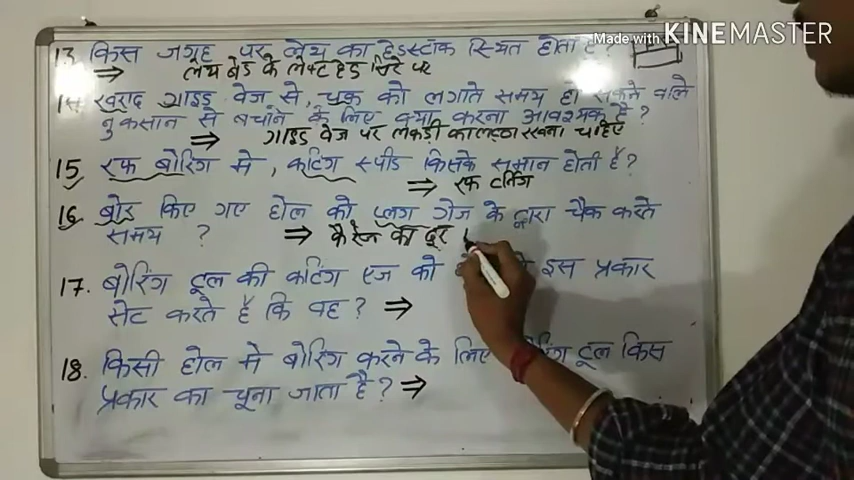 Made with KINEMASTER
13 किस जगह पर लेथ का हेडस्टॉक स्थित होता है ?
⇒ लेथ बेड के लेफ्ट हेड सिरे पर
14 खराद गाइड वेज से, चक को लगाते समय हो सकने वाले
नुकसान से बचाने के लिए क्या करना आवश्यक है ?
⇒ गाइड वेज पर लकड़ी का लट्ठा रखना चाहिए
15 रफ बोरिंग मे, कटिंग स्पीड किसके समान होती है ?
⇒ रफ टर्निंग
16. बोर्ड किए गए होल को प्लग गेज के द्वारा चैक करते
समय ? ⇒ कैरेज को दूर
17. बोरिंग टूल की कटिंग एज को इस प्रकार
सेट करते है कि वह ? ⇒
18. किसी होल मे बोरिंग करने के लिए टूल किस
प्रकार का चूना जाता है ? ⇒